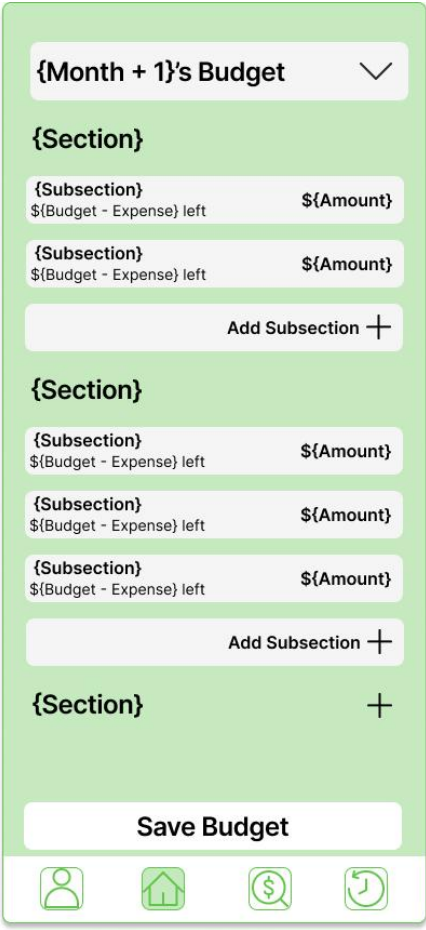 {Month + 1}'s Budget
{Section}
{Subsection}
${Budget - Expense} left
${Amount}
{Subsection}
${Budget - Expense} left
${Amount}
Add Subsection
{Section}
{Subsection}
${Budget - Expense} left
${Amount}
{Subsection}
${Budget - Expense} left
${Amount}
{Subsection}
${Budget - Expense} left
${Amount}
Add Subsection
{Section}
Save Budget
$